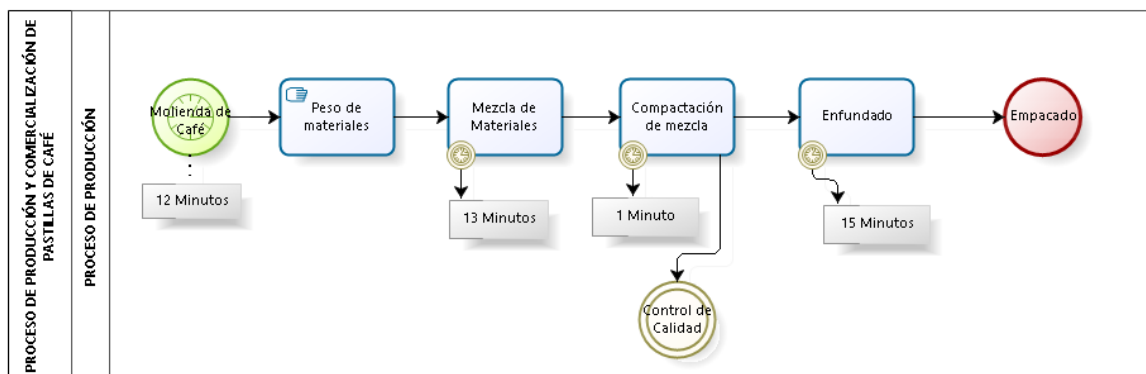 PROCESO DE PRODUCCIÓN Y COMERCIALIZACIÓN DE
PASTILLAS DE CAFÉ
PROCESO DE PRODUCCIÓN
Molienda de
Café
12 Minutos
Peso de
materiales
Mezcla de
Materiales
13 Minutos
Compactación
de mezcla
1 Minuto
Control de
Calidad
Enfundado
15 Minutos
Empacado